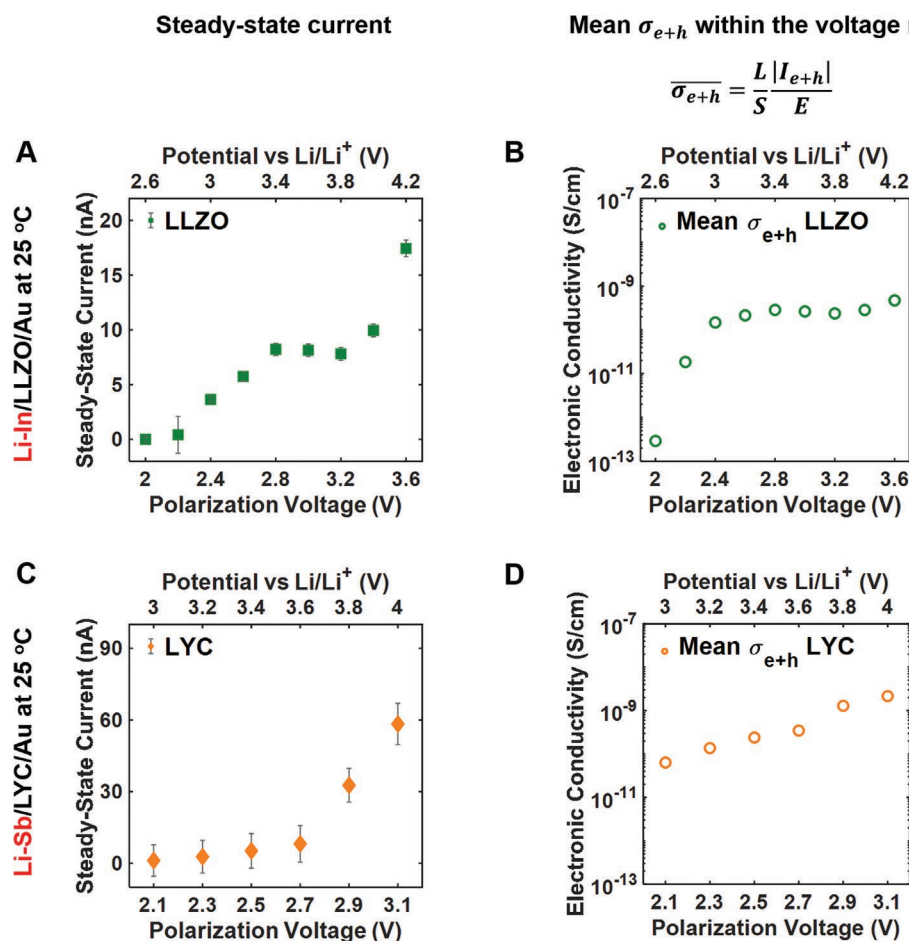 Steady-state current
Mean σe+h within the voltage
σe+h = L/S |Ie+h|/E
A
Potential vs Li/Li+ (V)
2.6 3 3.4 3.8 4.2
Steady-State Current (nA)
20
15
10
5
0
LLZO
2 2.4 2.8 3.2 3.6
Polarization Voltage (V)
Li-In/LLZO/Au at 25 °C
B
Potential vs Li/Li+ (V)
2.6 3 3.4 3.8 4.2
Electronic Conductivity (S/cm)
10-7
10-9
10-11
10-13
Mean σe+h LLZO
2 2.4 2.8 3.2 3.6
Polarization Voltage (V)
C
Potential vs Li/Li+ (V)
3 3.2 3.4 3.6 3.8 4
Steady-State Current (nA)
90
60
30
0
LYC
2.1 2.3 2.5 2.7 2.9 3.1
Polarization Voltage (V)
Li-Sb/LYC/Au at 25 °C
D
Potential vs Li/Li+ (V)
3 3.2 3.4 3.6 3.8 4
Electronic Conductivity (S/cm)
10-7
10-9
10-11
10-13
Mean σe+h LYC
2.1 2.3 2.5 2.7 2.9 3.1
Polarization Voltage (V)